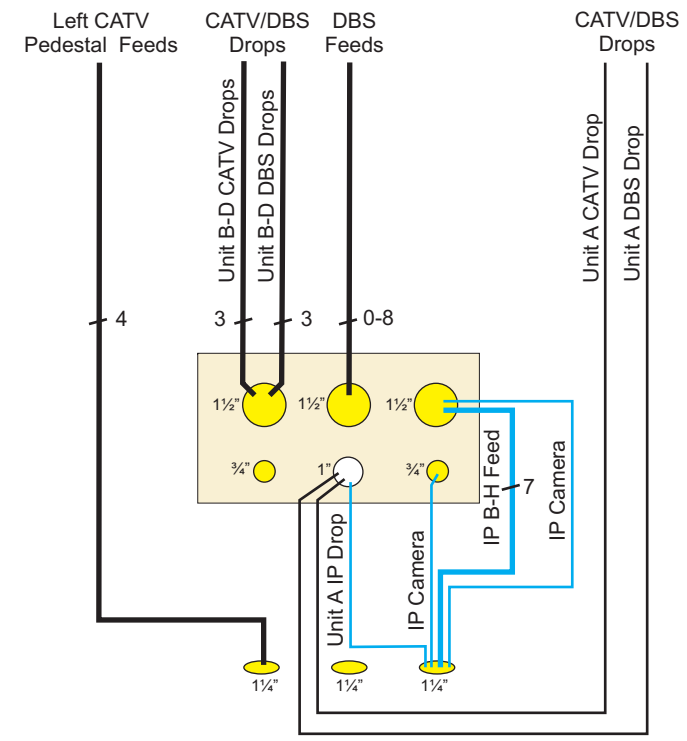 Left CATV
Pedestal Feeds
CATV/DBS
Drops
DBS
Feeds
CATV/DBS
Drops
Unit B-D CATV Drops
Unit B-D DBS Drops
Unit A CATV Drop
Unit A DBS Drop
4
3
3
0-8
1½”
1½”
1½”
¾”
1”
¾”
IP B-H Feed
7
IP Camera
Unit A IP Drop
IP Camera
1¼”
1¼”
1¼”